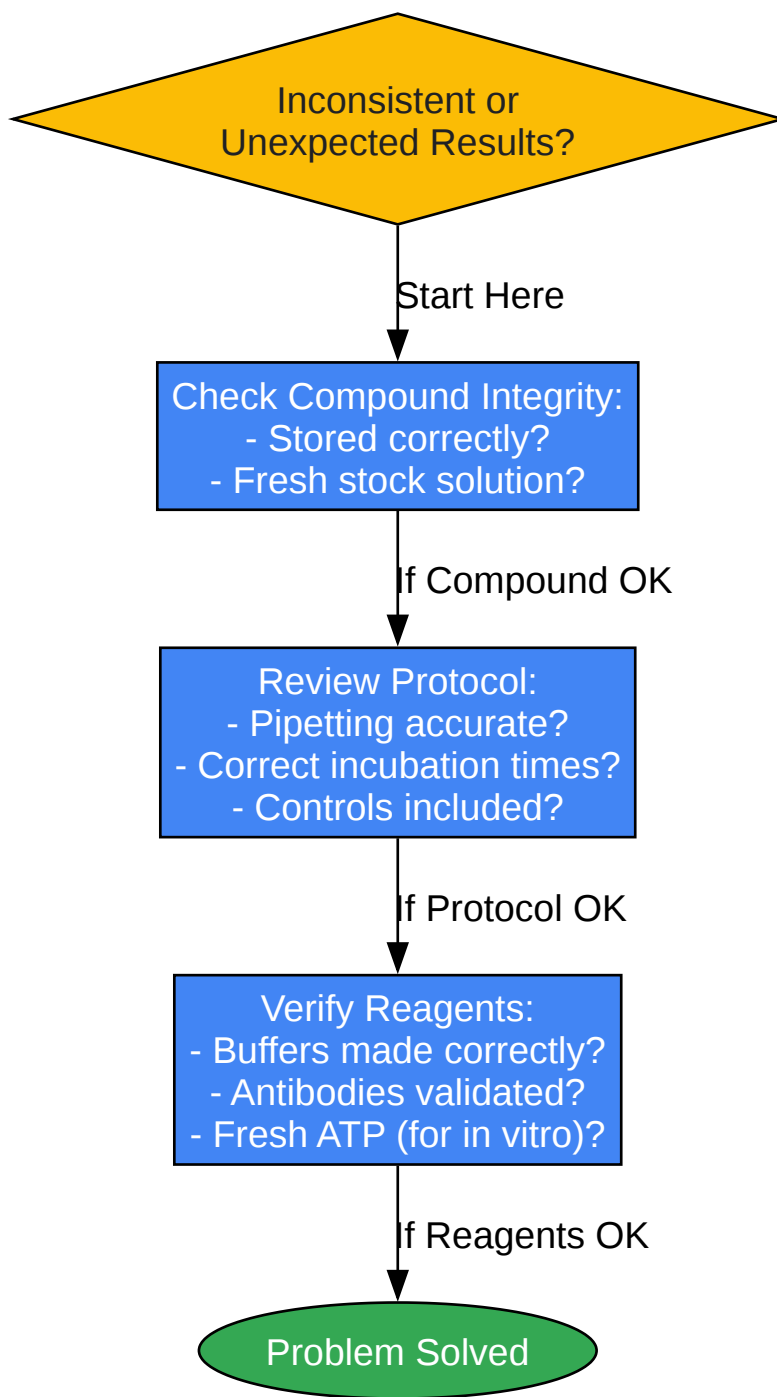 Inconsistent or
Unexpected Results?
Start Here
Check Compound Integrity:
- Stored correctly?
- Fresh stock solution?
If Compound OK
Review Protocol:
- Pipetting accurate?
- Correct incubation times?
- Controls included?
If Protocol OK
Verify Reagents:
- Buffers made correctly?
- Antibodies validated?
- Fresh ATP (for in vitro)?
If Reagents OK
Problem Solved